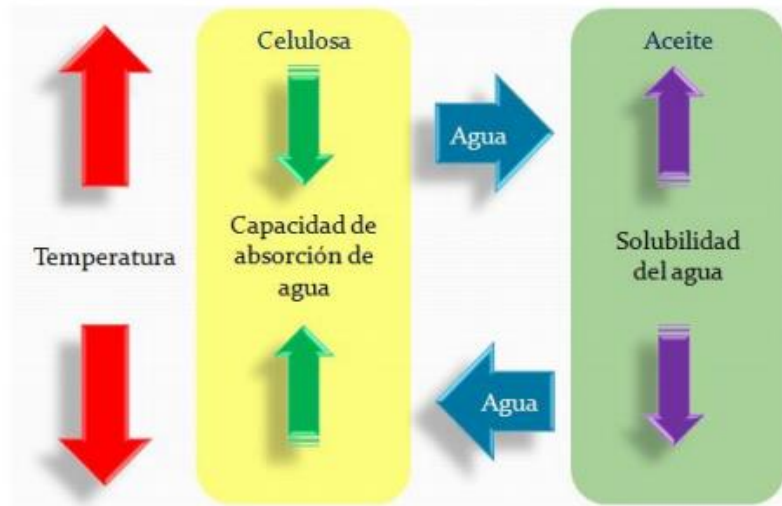 Celulosa
Aceite
Agua
Temperatura
Capacidad de
absorción de
agua
Solubilidad
del agua
Agua